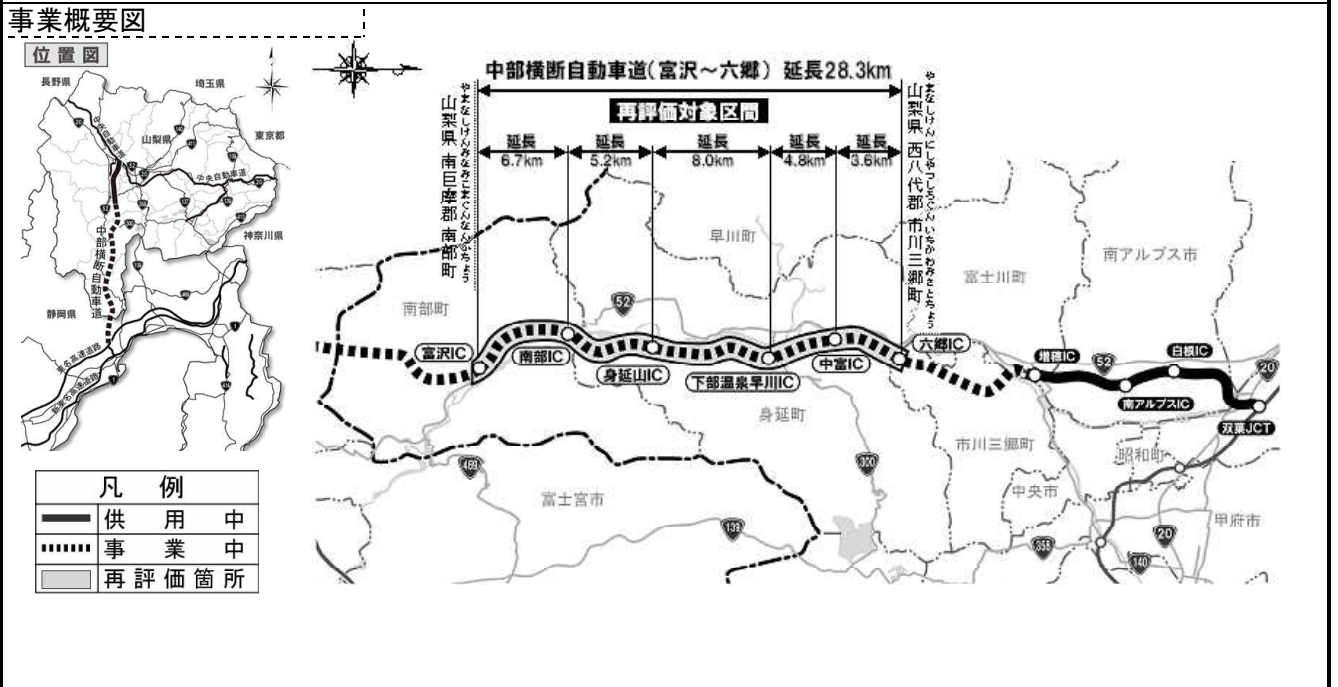 事業概要図
位置図
長野県
埼玉県
山梨県
東京都
中央自動車道
中央自動車道
神奈川県
中部横断自動車道
静岡県
東名高速道路
新東名高速道路
凡例
供用中
事業中
再評価箇所
中部横断自動車道(富沢～六郷) 延長28.3km
再評価対象区間
延長
6.7km
延長
5.2km
延長
8.0km
延長
4.8km
延長
3.6km
山梨県 南巨摩郡 南部町
やまなしけんみなみこまぐんなんぶちょう
山梨県 西八代郡 市川三郷町
やまなしけんにしやつしろぐんいちかわみさとちょう
早川町
富士川町
南アルプス市
南部町
52
富沢IC
南部IC
身延山IC
下部温泉早川IC
中富IC
六郷IC
増穂IC
52
白根IC
20
南アルプスIC
双葉JCT
身延町
市川三郷町
昭和町
469
300
富士宮市
中央市
139
358
20
甲府市
140